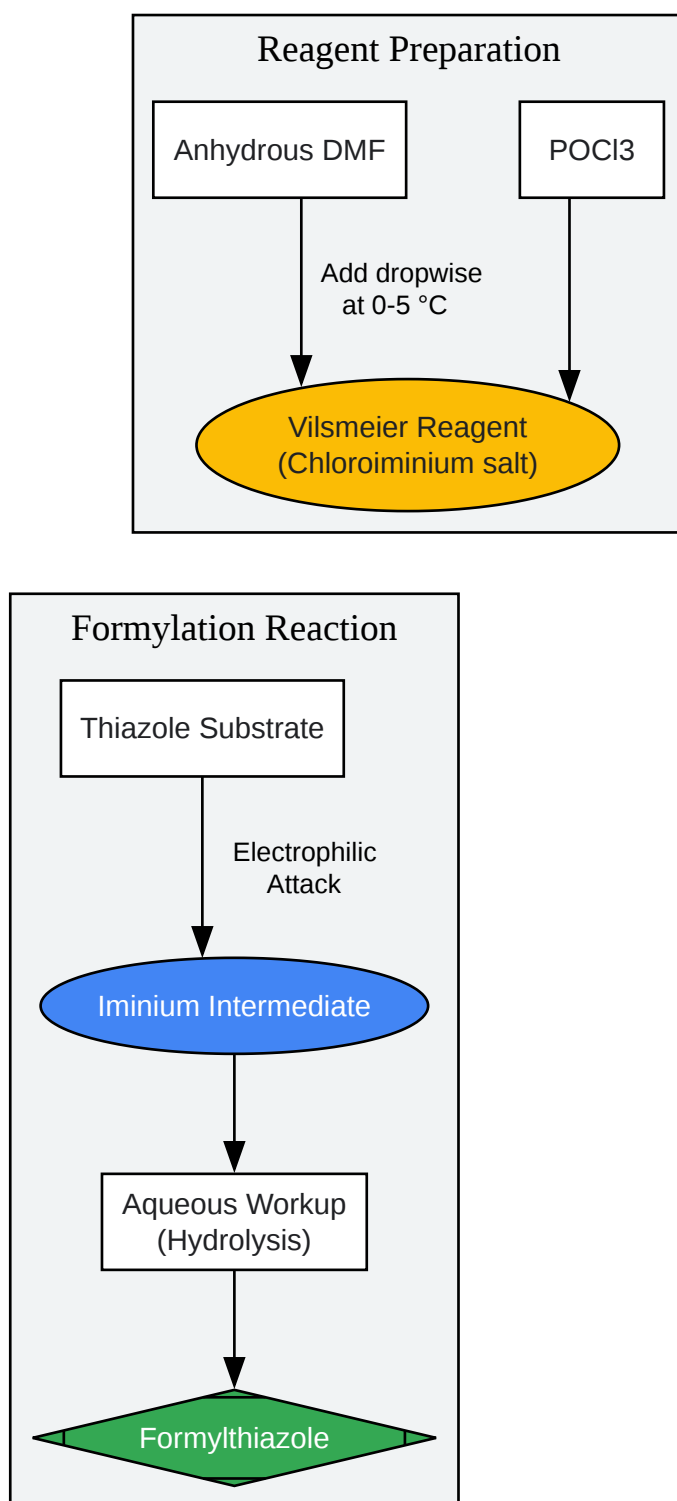 Reagent Preparation
Anhydrous DMF
POCl3
Add dropwise
at 0-5 °C
Vilsmeier Reagent
(Chloroiminium salt)
Formylation Reaction
Thiazole Substrate
Electrophilic
Attack
Iminium Intermediate
Aqueous Workup
(Hydrolysis)
Formylthiazole